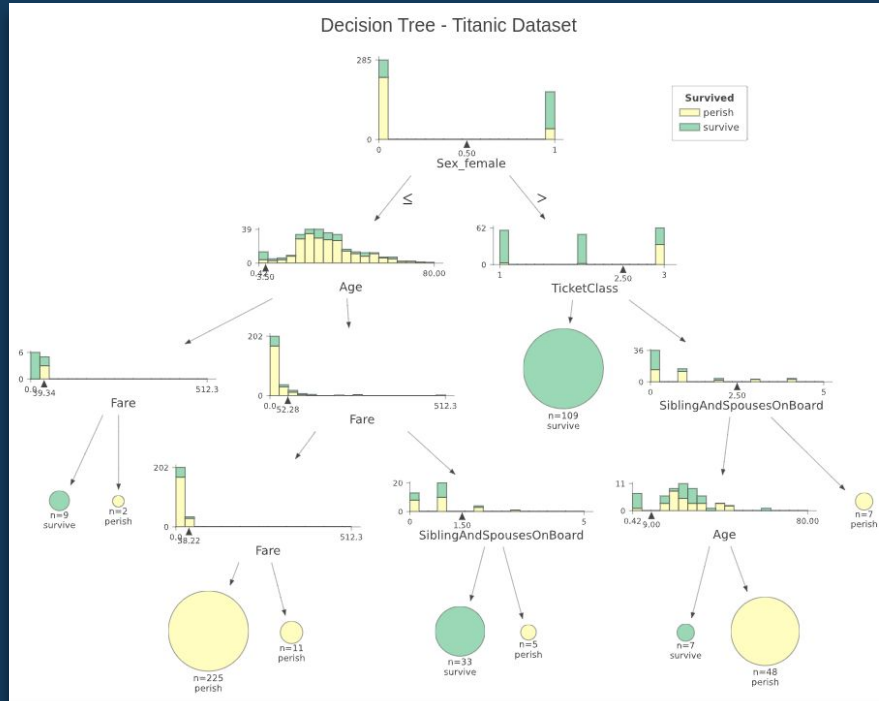 Decision Tree - Titanic Dataset
285
0
0
0.50
1
Sex_female
Survived
perish
survive
≤
>
39
0
3.50
80.00
Age
62
0
1
2.50
3
TicketClass
6
0
0.0
39.34
512.3
Fare
202
0
0.0
52.28
512.3
Fare
n=109
survive
36
0
0
2.50
5
SiblingAndSpousesOnBoard
n=9
survive
n=2
perish
202
0
0.0
38.22
512.3
Fare
20
0
0
1.50
5
SiblingAndSpousesOnBoard
11
0
0.42
9.00
80.00
Age
n=7
perish
n=225
perish
n=11
perish
n=33
survive
n=5
perish
n=7
survive
n=48
perish